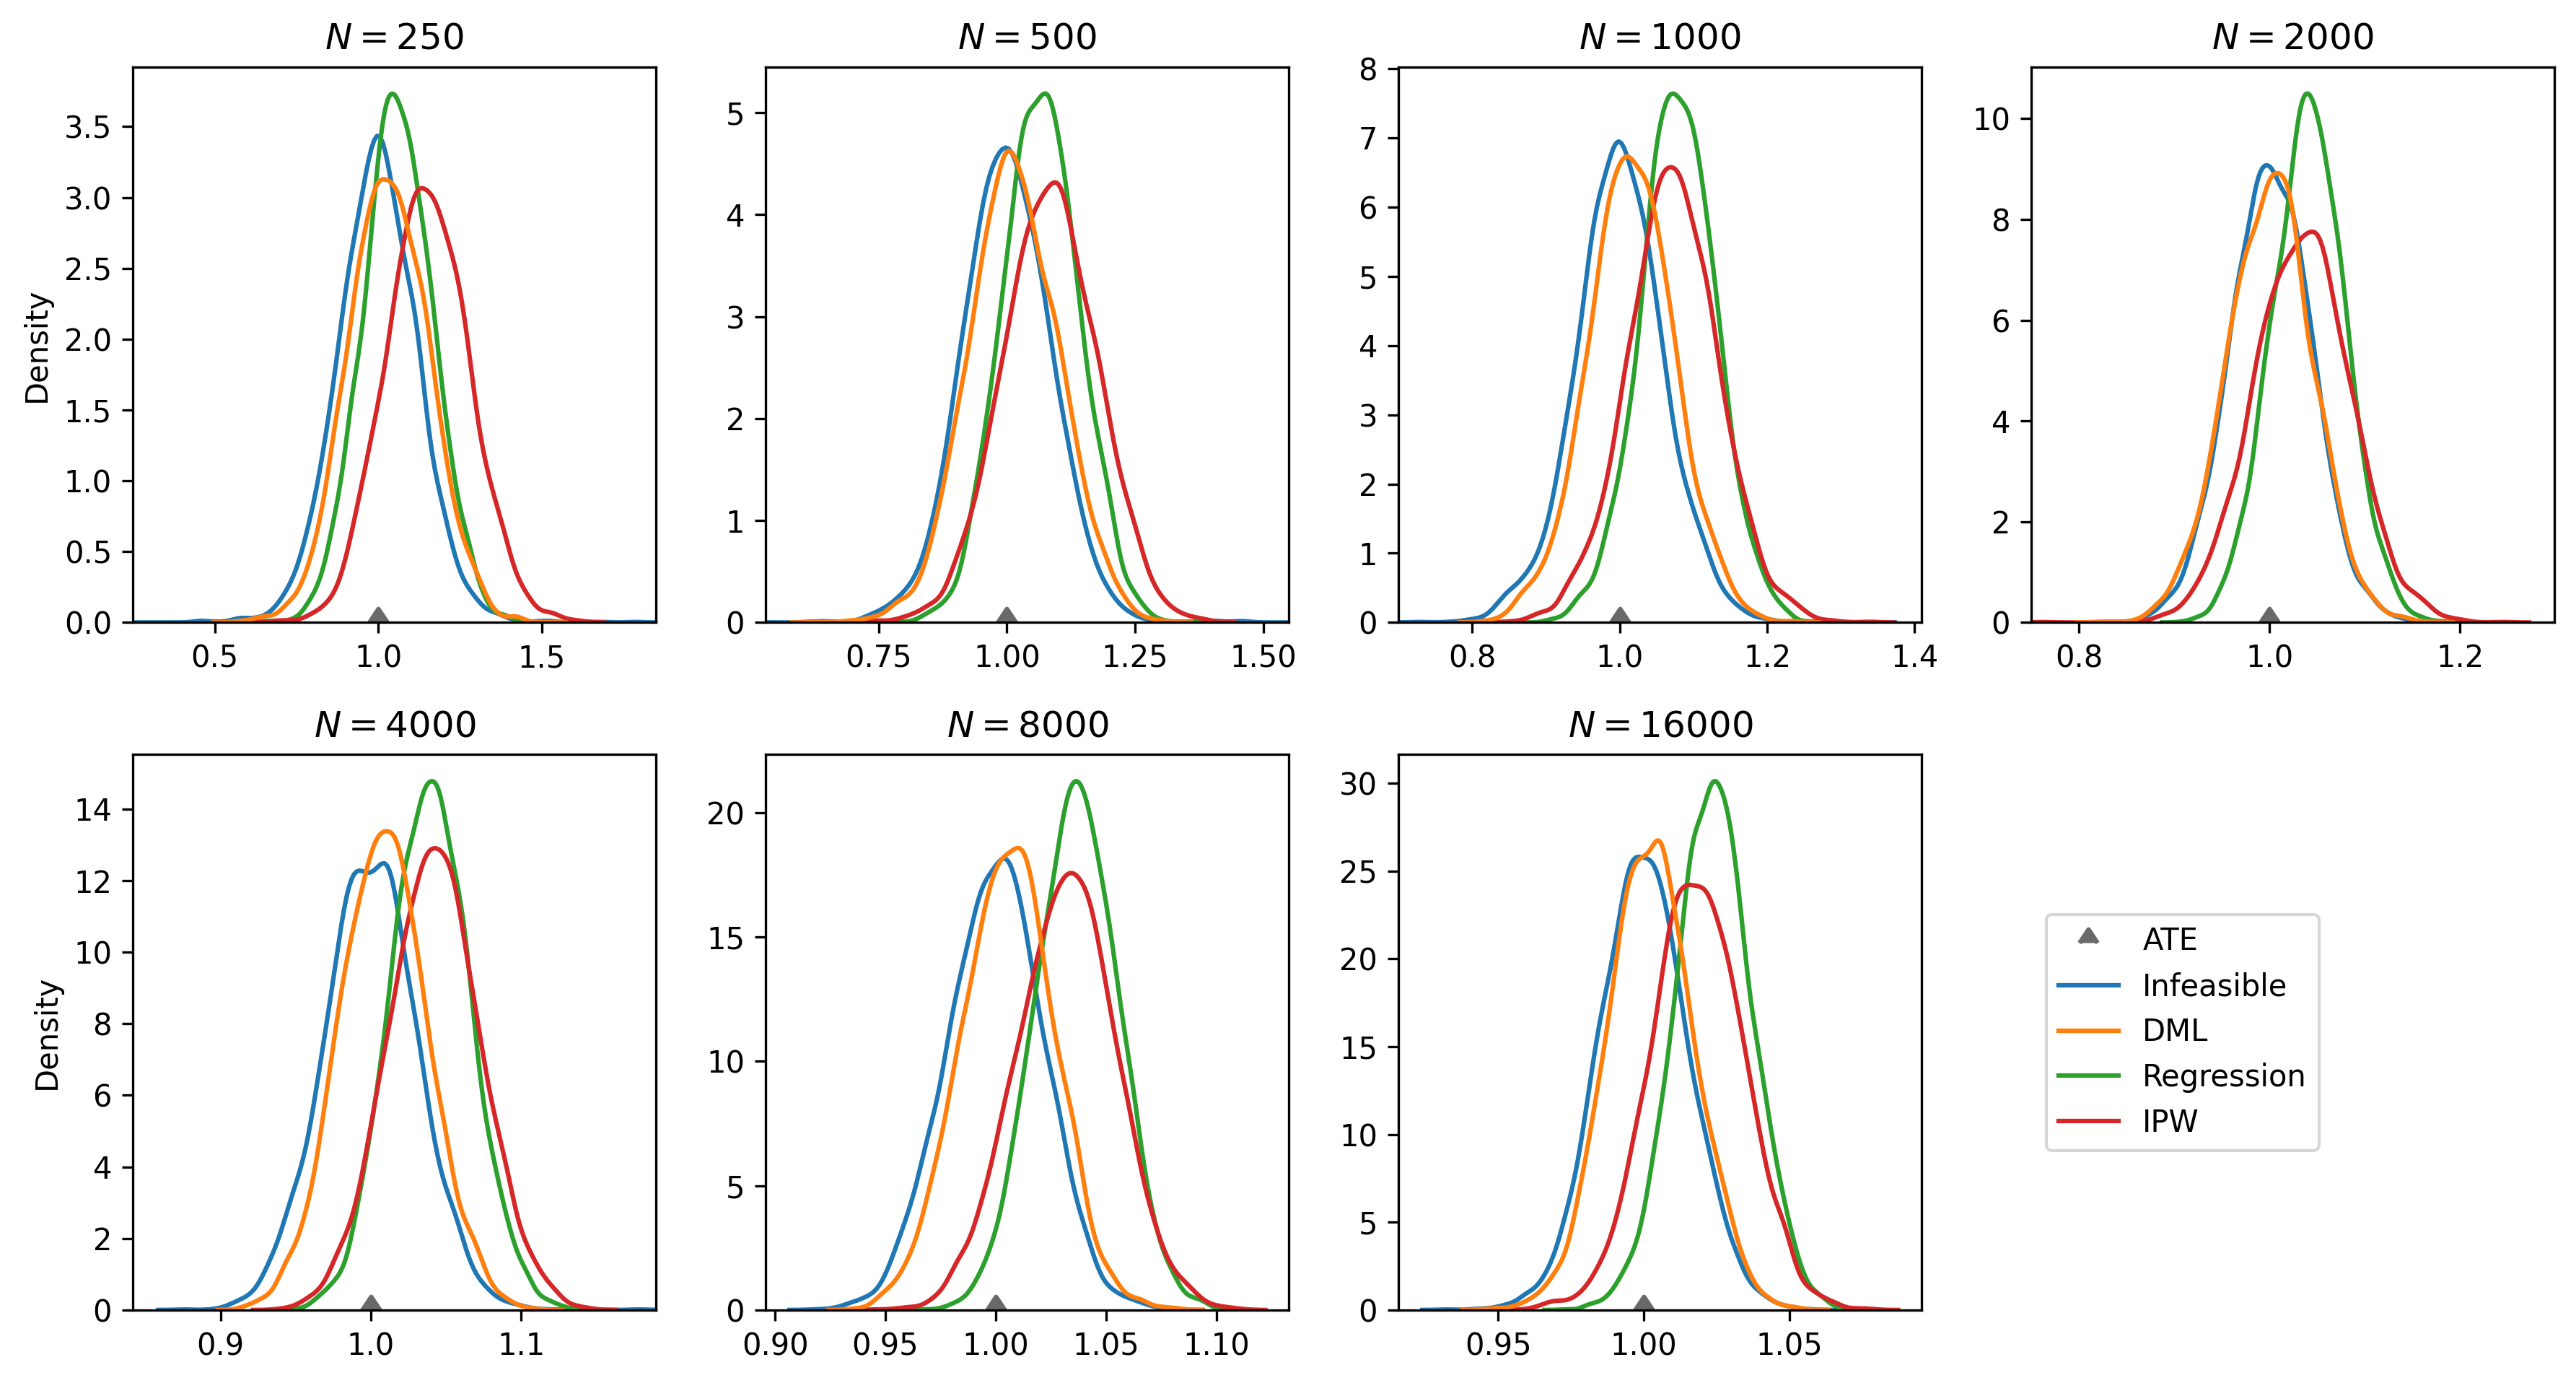 N = 250
N = 500
N = 1000
N = 2000
Density
3.5
3.0
2.5
2.0
1.5
1.0
0.5
0.0
0.5 1.0 1.5
5
4
3
2
1
0
0.75 1.00 1.25 1.50
8
7
6
5
4
3
2
1
0
0.8 1.0 1.2 1.4
10
8
6
4
2
0
0.8 1.0 1.2
N = 4000
N = 8000
N = 16000
Density
14
12
10
8
6
4
2
0
0.9 1.0 1.1
20
15
10
5
0
0.90 0.95 1.00 1.05 1.10
30
25
20
15
10
5
0
0.95 1.00 1.05
ATE
Infeasible
DML
Regression
IPW